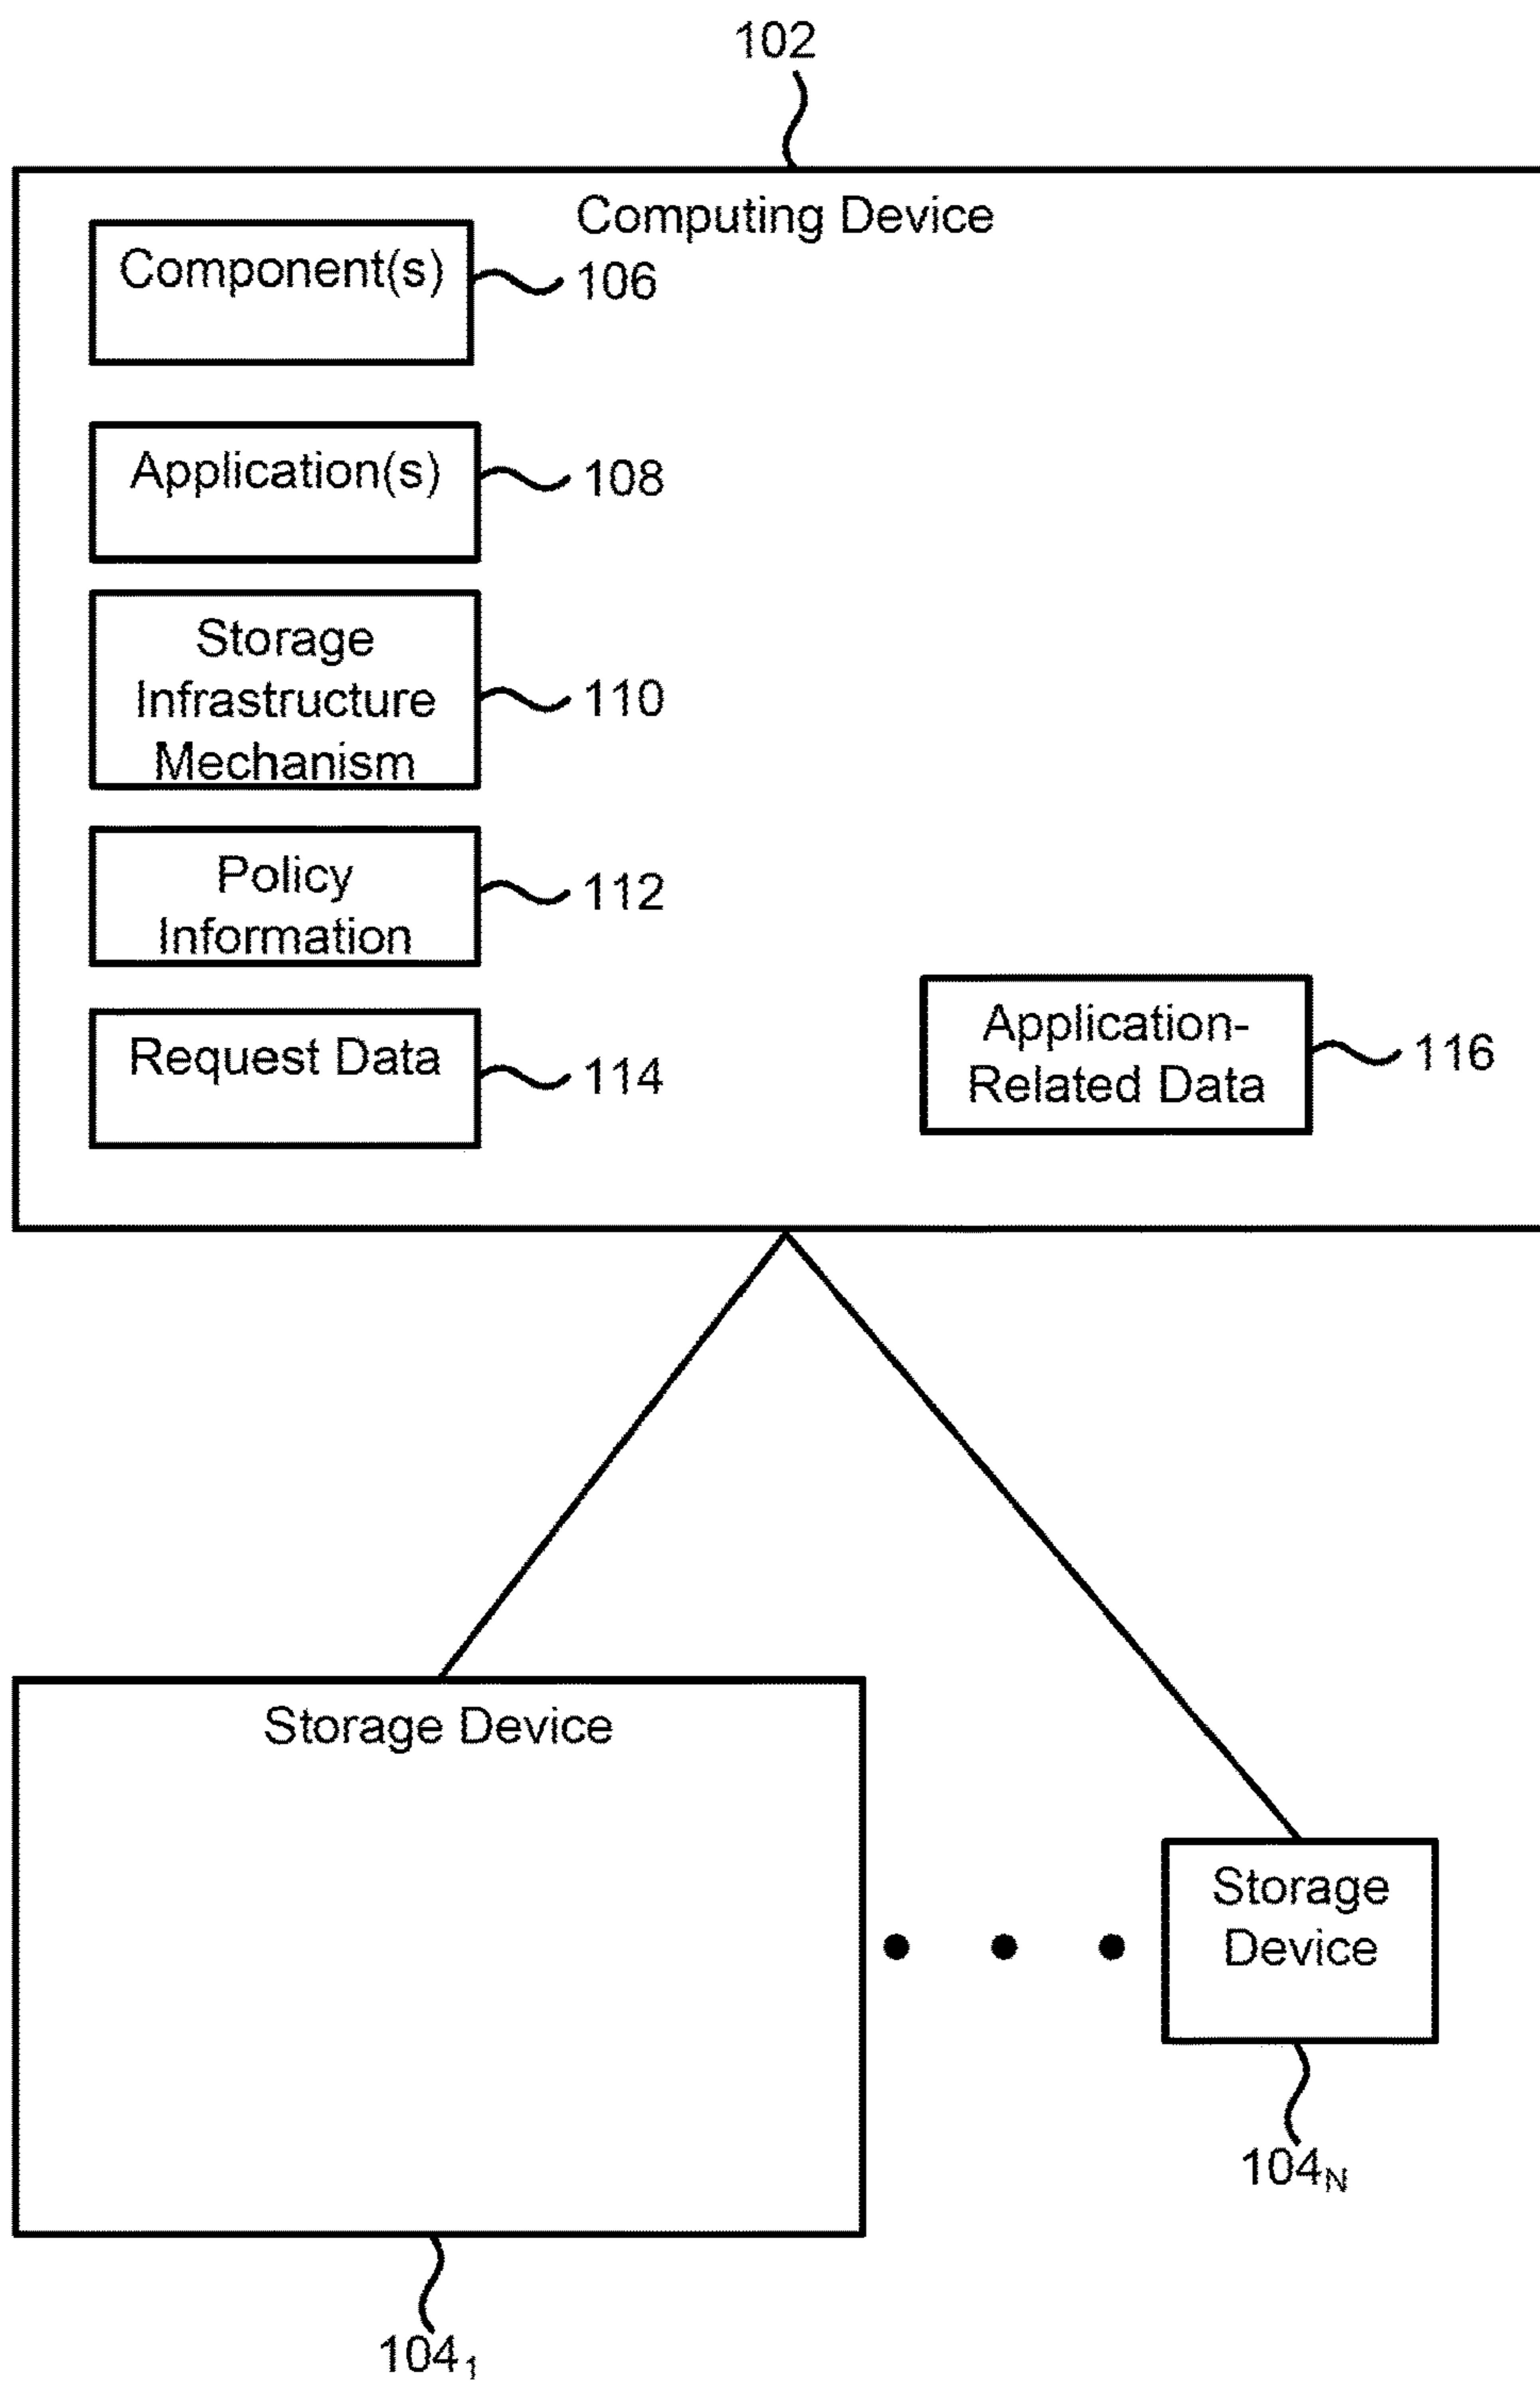 102
Computing Device
Component(s)
106
Application(s)
108
Storage
Infrastructure
Mechanism
110
Policy
Information
112
Request Data
114
Application-
Related Data
116
Storage Device
Storage
Device
104N
1041